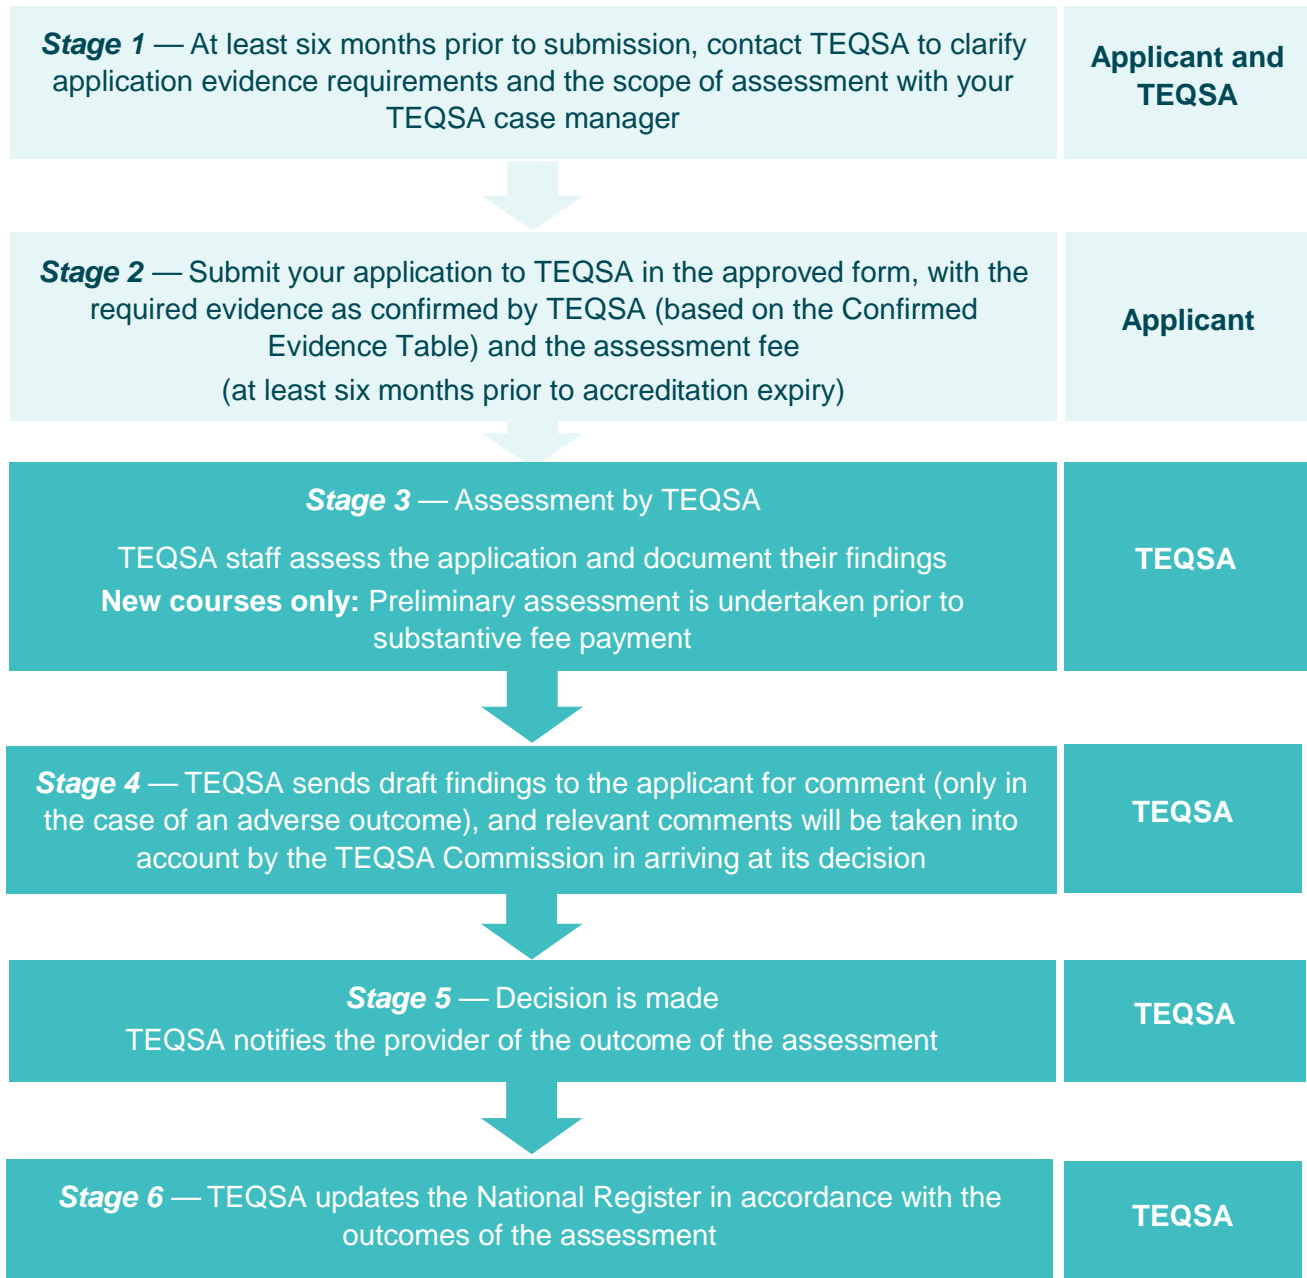 Stage 1 — At least six months prior to submission, contact TEQSA to clarify
application evidence requirements and the scope of assessment with your
TEQSA case manager
Applicant and
TEQSA
Stage 2 — Submit your application to TEQSA in the approved form, with the
required evidence as confirmed by TEQSA (based on the Confirmed
Evidence Table) and the assessment fee
(at least six months prior to accreditation expiry)
Applicant
Stage 3 — Assessment by TEQSA
TEQSA staff assess the application and document their findings
New courses only: Preliminary assessment is undertaken prior to
substantive fee payment
TEQSA
Stage 4 — TEQSA sends draft findings to the applicant for comment (only in
the case of an adverse outcome), and relevant comments will be taken into
account by the TEQSA Commission in arriving at its decision
TEQSA
Stage 5 — Decision is made
TEQSA notifies the provider of the outcome of the assessment
TEQSA
Stage 6 — TEQSA updates the National Register in accordance with the
outcomes of the assessment
TEQSA